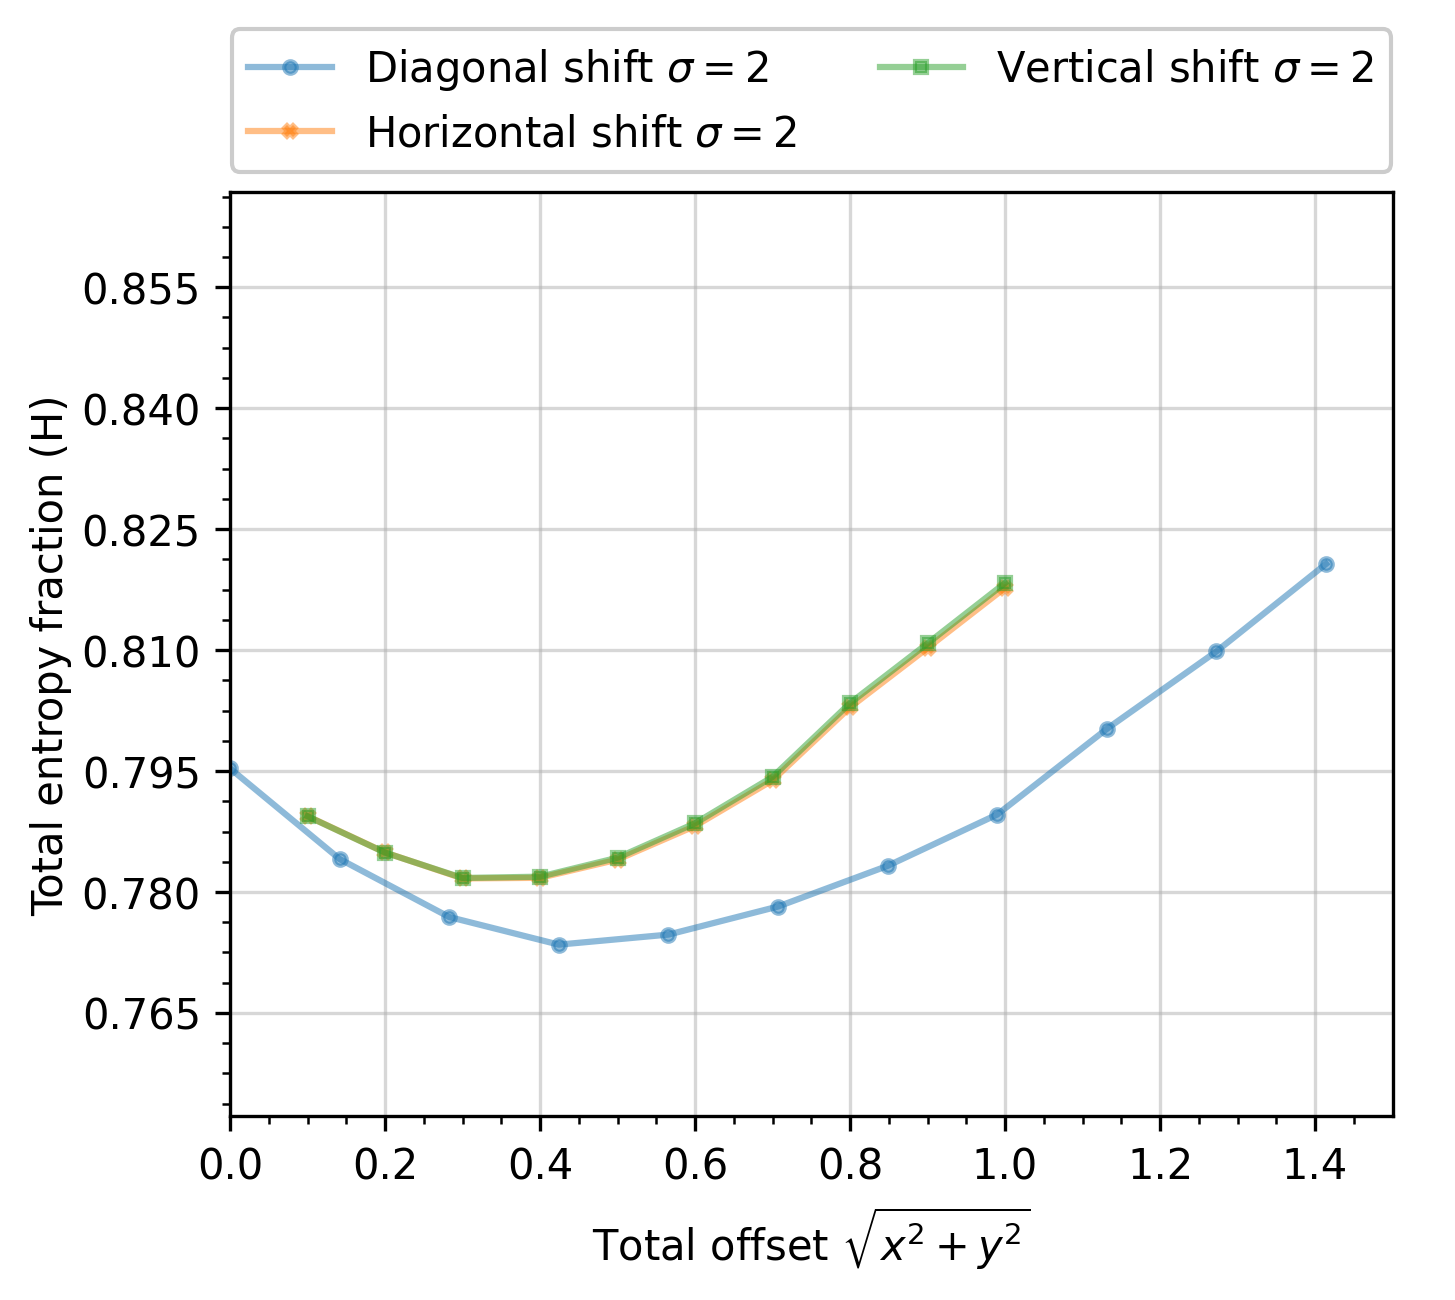 Diagonal shift σ = 2
Horizontal shift σ = 2
Vertical shift σ = 2
Total entropy fraction (H)
0.855
0.840
0.825
0.810
0.795
0.780
0.765
0.0 0.2 0.4 0.6 0.8 1.0 1.2 1.4
Total offset √x² + y²